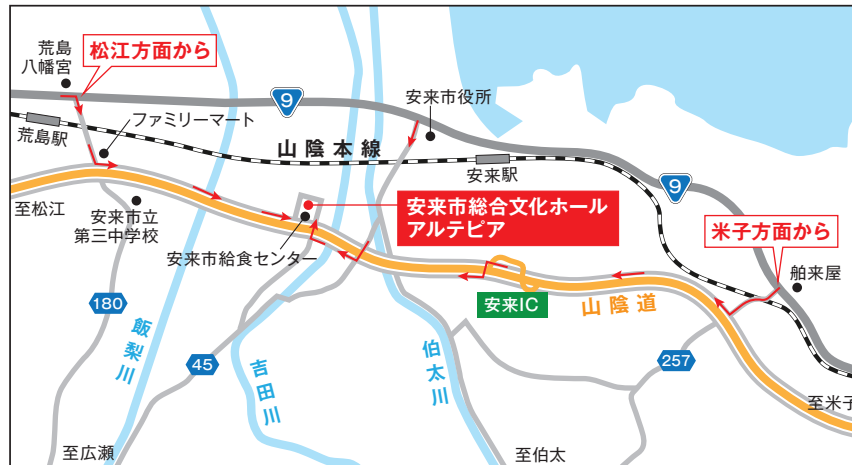 荒島
八幡宮
松江方面から
9
安来市役所
ファミリーマート
荒島駅
山陰本線
安来駅
9
至松江
安来市立
第三中学校
安来市総合文化ホール
アルテピア
米子方面から
安来市給食センター
舶来屋
安来IC
山陰道
180
飯梨川
45
吉田川
伯太川
257
至米子
至広瀬
至伯太